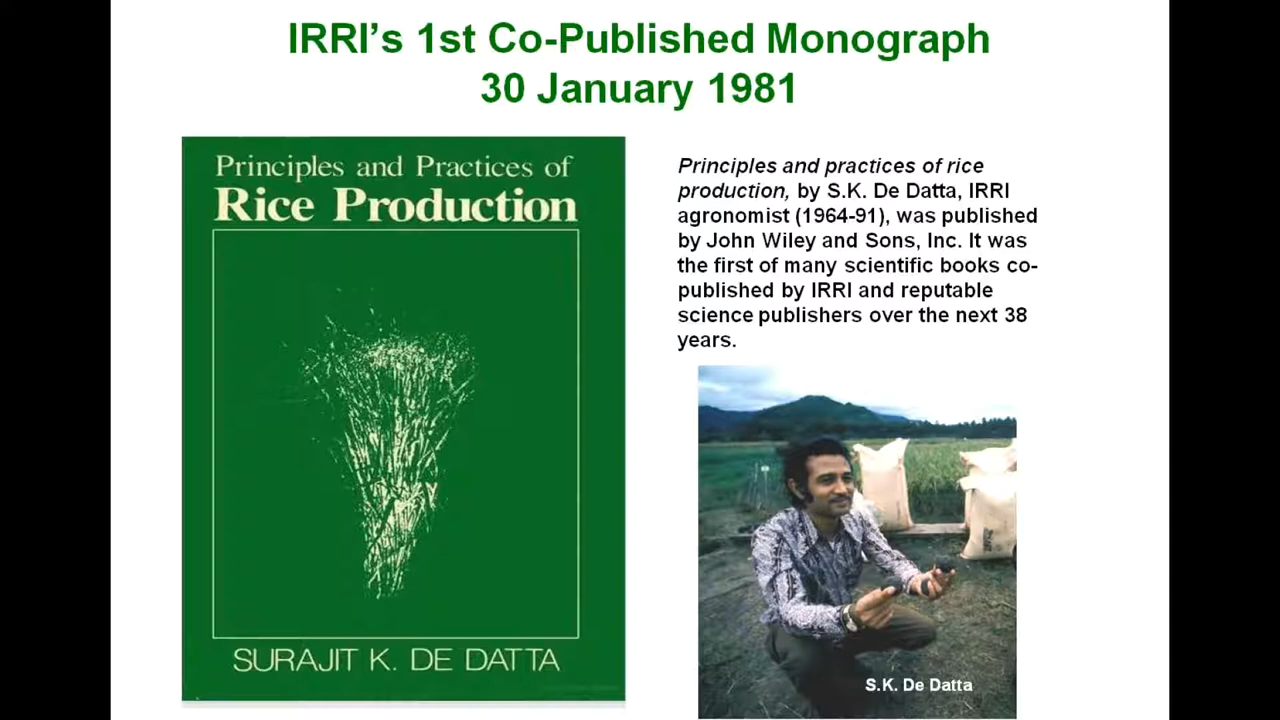 IRRI's 1st Co-Published Monograph
30 January 1981
Principles and Practices of
Rice Production
SURAJIT K. DE DATTA
Principles and practices of rice
production, by S.K. De Datta, IRRI
agronomist (1964-91), was published
by John Wiley and Sons, Inc. It was
the first of many scientific books co-
published by IRRI and reputable
science publishers over the next 38
years.
S.K. De Datta